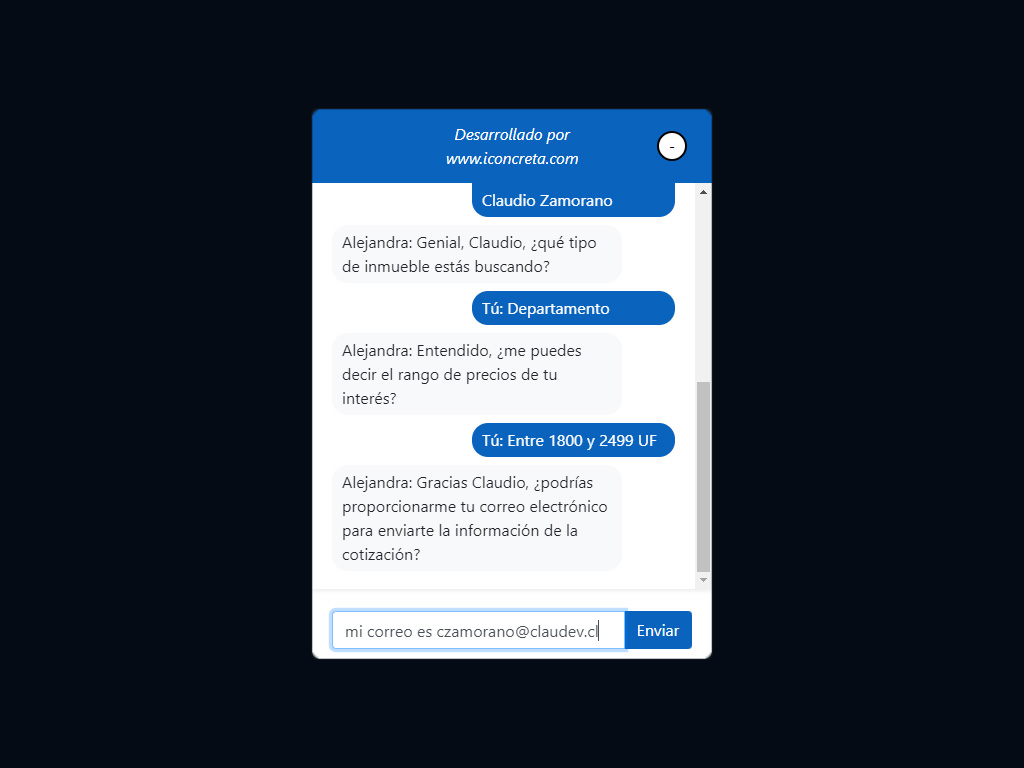 Desarrollado por
www.iconcreta.com
-
Claudio Zamorano
Alejandra: Genial, Claudio, ¿qué tipo
de inmueble estás buscando?
Tú: Departamento
Alejandra: Entendido, ¿me puedes
decir el rango de precios de tu
interés?
Tú: Entre 1800 y 2499 UF
Alejandra: Gracias Claudio, ¿podrías
proporcionarme tu correo electrónico
para enviarte la información de la
cotización?
mi correo es czamorano@claudev.cl
Enviar